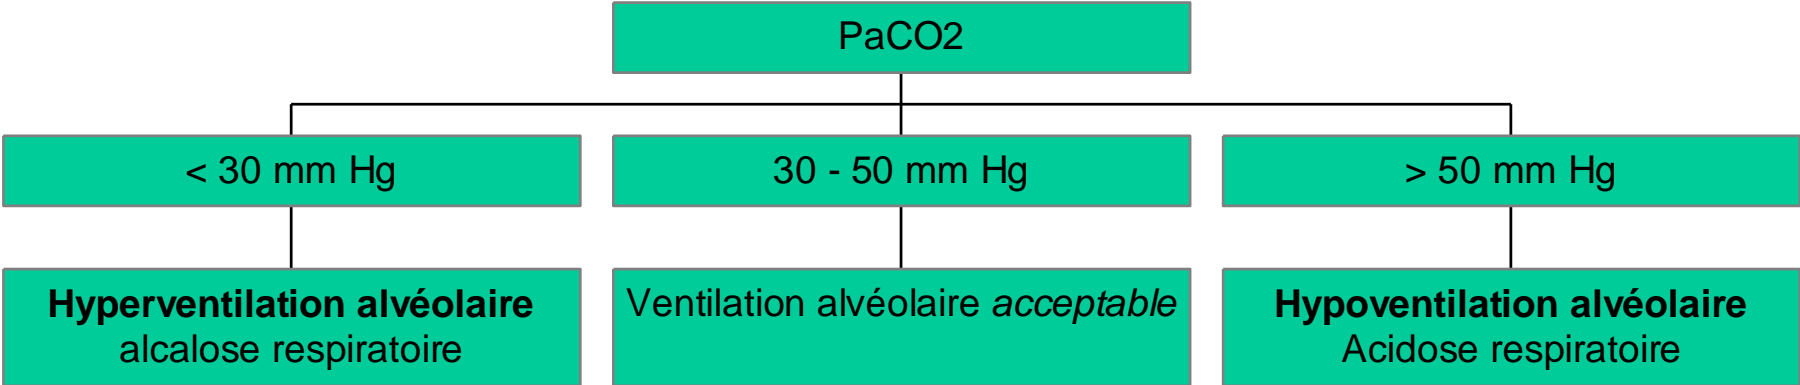 PaCO2
< 30 mm Hg
30 - 50 mm Hg
> 50 mm Hg
Hyperventilation alvéolaire
alcalose respiratoire
Ventilation alvéolaire acceptable
Hypoventilation alvéolaire
Acidose respiratoire